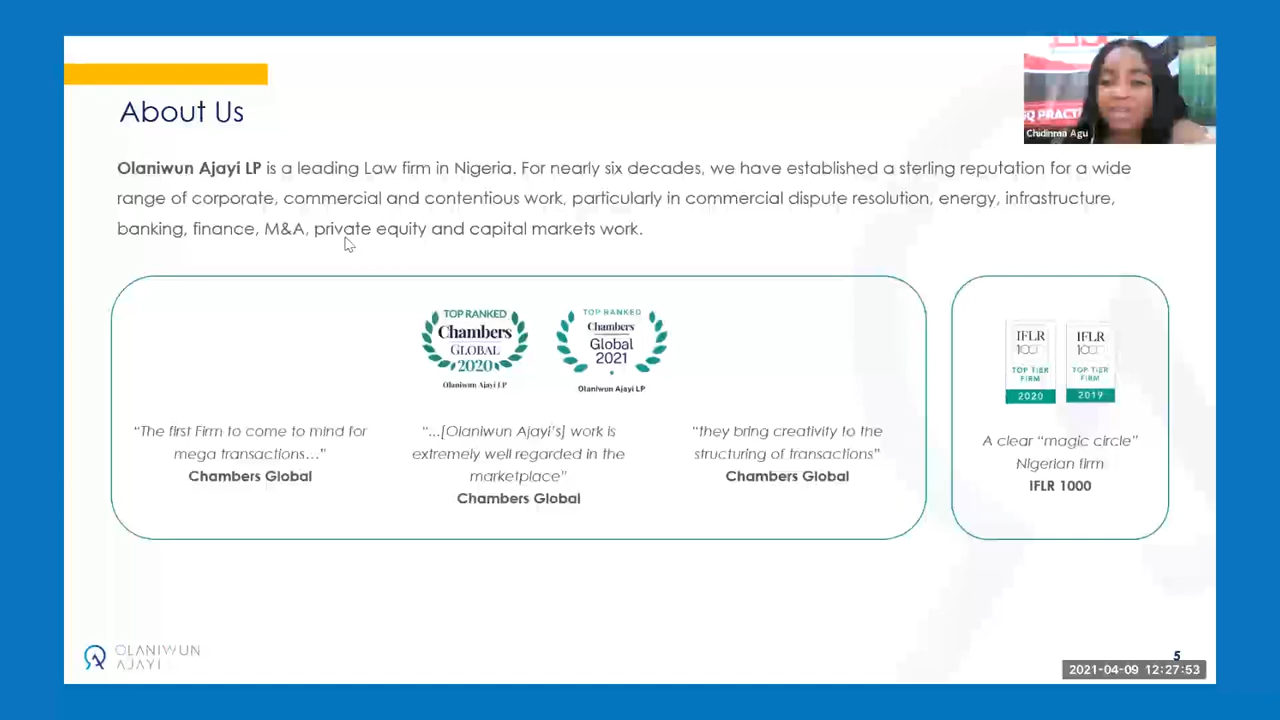 About Us
Chidinma Agu
Olaniwun Ajayi LP is a leading Law firm in Nigeria. For nearly six decades, we have established a sterling reputation for a wide
range of corporate, commercial and contentious work, particularly in commercial dispute resolution, energy, infrastructure,
banking, finance, M&A, private equity and capital markets work.
TOP RANKED
Chambers
GLOBAL
2020
Olaniwun Ajayi LP
TOP RANKED
Chambers
Global
2021
Olaniwun Ajayi LP
IFLR
1000
TOP TIER
FIRM
2020
IFLR
1000
TOP TIER
FIRM
2019
“The first Firm to come to mind for
mega transactions...”
Chambers Global
“...[Olaniwun Ajayi’s] work is
extremely well regarded in the
marketplace”
Chambers Global
“they bring creativity to the
structuring of transactions”
Chambers Global
A clear “magic circle”
Nigerian firm
IFLR 1000
OLANIWUN
AJAYI
5
2021-04-09 12:27:53